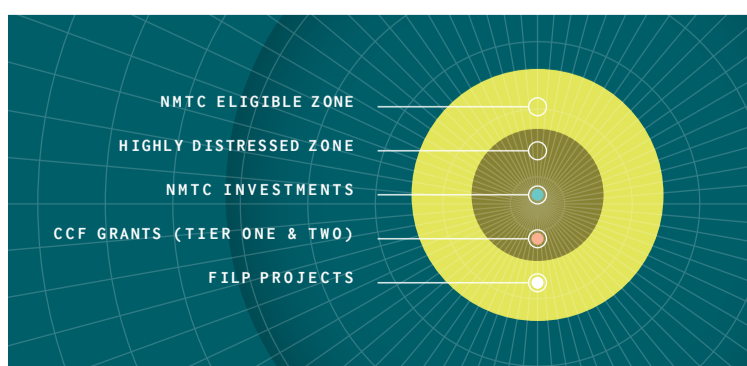 NMTC ELIGIBLE ZONE
HIGHLY DISTRESSED ZONE
NMTC INVESTMENTS
CCF GRANTS (TIER ONE & TWO)
FILP PROJECTS